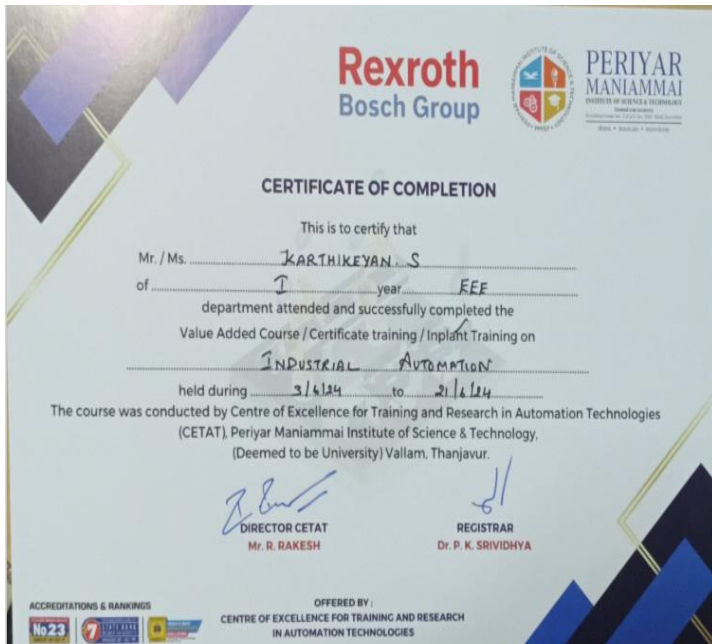 Rexroth
Bosch Group
PERIYAR
MANIAMMAI
INSTITUTE OF SCIENCE & TECHNOLOGY
CERTIFICATE OF COMPLETION
This is to certify that
Mr. / Ms. KARTHIKEYAN. S
of I year EEE
department attended and successfully completed the
Value Added Course / Certificate training / Inplant Training on
INDUSTRIAL AUTOMATION
held during 3/6/24 to 21/6/24
The course was conducted by Centre of Excellence for Training and Research in Automation Technologies
(CETAT), Periyar Maniammai Institute of Science & Technology,
(Deemed to be University) Vallam, Thanjavur.
DIRECTOR CETAT
Mr. R. RAKESH
REGISTRAR
Dr. P. K. SRIVIDHYA
ACCREDITATIONS & RANKINGS
No 23
7
OFFERED BY :
CENTRE OF EXCELLENCE FOR TRAINING AND RESEARCH
IN AUTOMATION TECHNOLOGIES